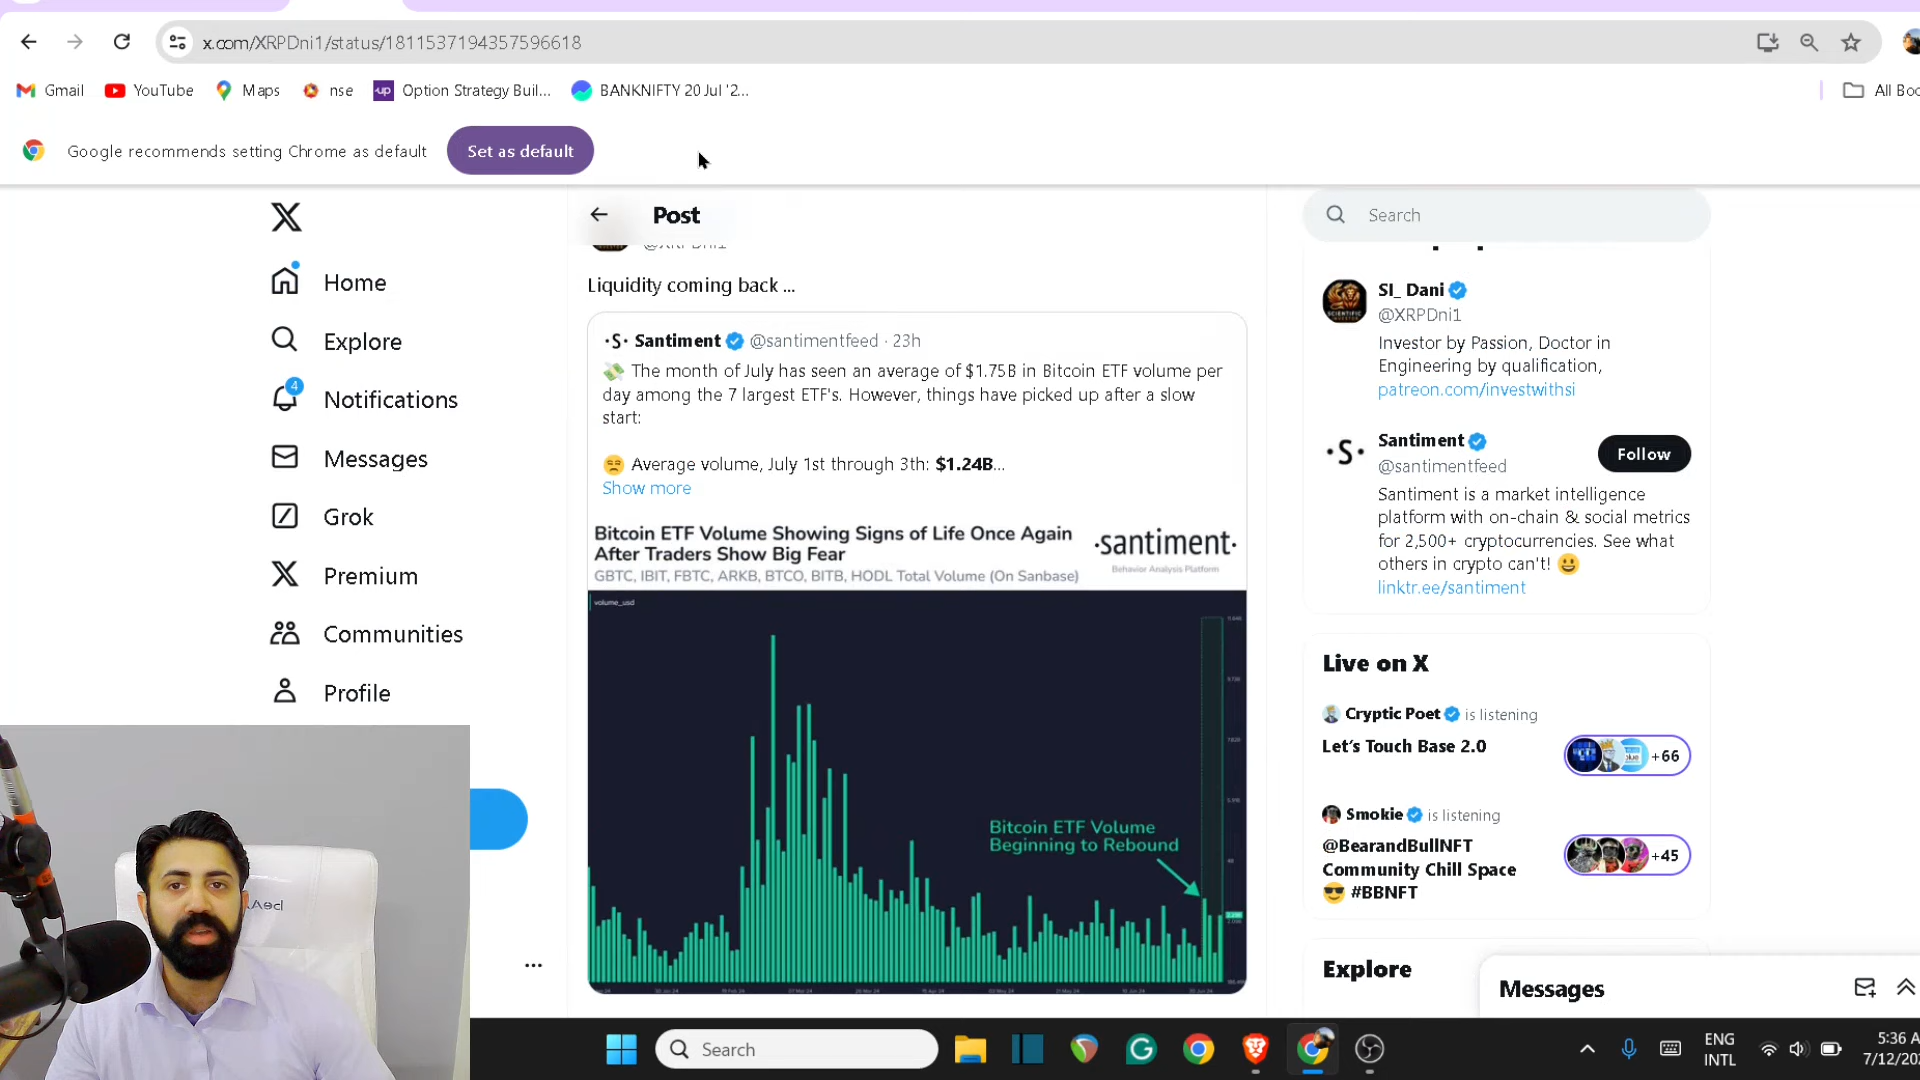 x.com/XRPDni1/status/1811537194357596618
Gmail YouTube Maps nse Option Strategy Buil... BANKNIFTY 20 Jul '2... All Boo
Google recommends setting Chrome as default Set as default
Post
Search
@XRPDni1
Liquidity coming back ...
Home
Explore
4
Notifications
Messages
Grok
Premium
Communities
Profile
·S· Santiment @santimentfeed · 23h
💸 The month of July has seen an average of $1.75B in Bitcoin ETF volume per
day among the 7 largest ETF's. However, things have picked up after a slow
start:
😒 Average volume, July 1st through 3th: $1.24B...
Show more
Bitcoin ETF Volume Showing Signs of Life Once Again
After Traders Show Big Fear
GBTC, IBIT, FBTC, ARKB, BTCO, BITB, HODL Total Volume (On Sanbase)
·santiment·
Behavior Analysis Platform
volume_usd
Bitcoin ETF Volume
Beginning to Rebound
SI_ Dani
@XRPDni1
Investor by Passion, Doctor in
Engineering by qualification,
patreon.com/investwithsi
·S·
Santiment
@santimentfeed
Follow
Santiment is a market intelligence
platform with on-chain & social metrics
for 2,500+ cryptocurrencies. See what
others in crypto can't! 😃
linktr.ee/santiment
Live on X
Cryptic Poet is listening
Let's Touch Base 2.0
+66
Smokie is listening
@BearandBullNFT
Community Chill Space
😎 #BBNFT
+45
Explore
Messages
...
Search
ENG
INTL
5:36 A
7/12/20